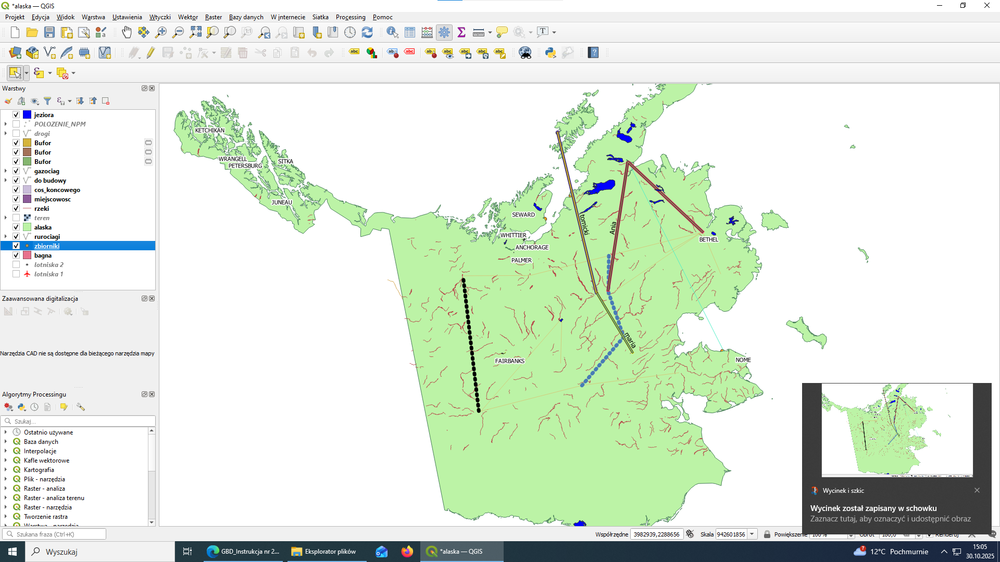 *alaska — QGIS
Projekt Edycja Widok Warstwa Ustawienia Wtyczki Wektor Raster Bazy danych W internecie Siatka Processing Pomoc
Warstwy
jeziora
POLOZENIE_NPM
drogi
Bufor
Bufor
Bufor
gazociag
do budowy
cos_koncowego
miejscowosc
rzeki
teren
alaska
rurociagi
zbiorniki
bagna
lotniska 2
lotniska 1
Zaawansowana digitalizacja
Narzędzia CAD nie są dostępne dla bieżącego narzędzia mapy
Algorytmy Processingu
Szukaj...
Ostatnio używane
Baza danych
Interpolacje
Kafle wektorowe
Kartografia
Plik - narzędzia
Raster - analiza
Raster - analiza terenu
Raster - narzędzia
Tworzenie rastra
Warstwa - narzędzia
KETCHIKAN
WRANGELL
PETERSBURG
SITKA
JUNEAU
SEWARD
WHITTIER
ANCHORAGE
PALMER
tomicki
Ania
BETHEL
maria
FAIRBANKS
NOME
Wycinek i szkic
Wycinek został zapisany w schowku
Zaznacz tutaj, aby oznaczyć i udostępnić obraz
Szukana fraza (Ctrl+K)
Współrzędne 3982939,2288656 Skala 942601856 Powiększenie 100% Obrót 180,0 Renderuj
Wyszukaj
GBD_Instrukcja nr 2...
Eksplorator plików
*alaska — QGIS
7
12°C Pochmurnie
15:05
30.10.2025